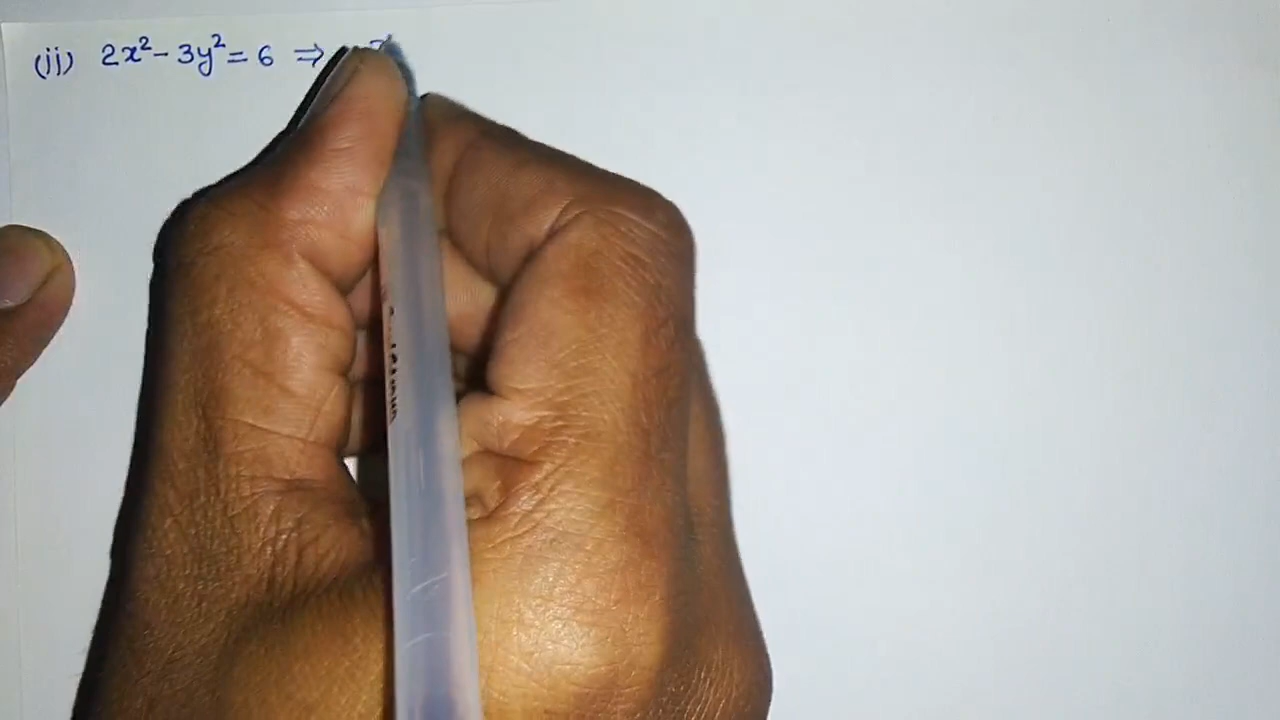 (ii) 2x² - 3y² = 6 ⇒